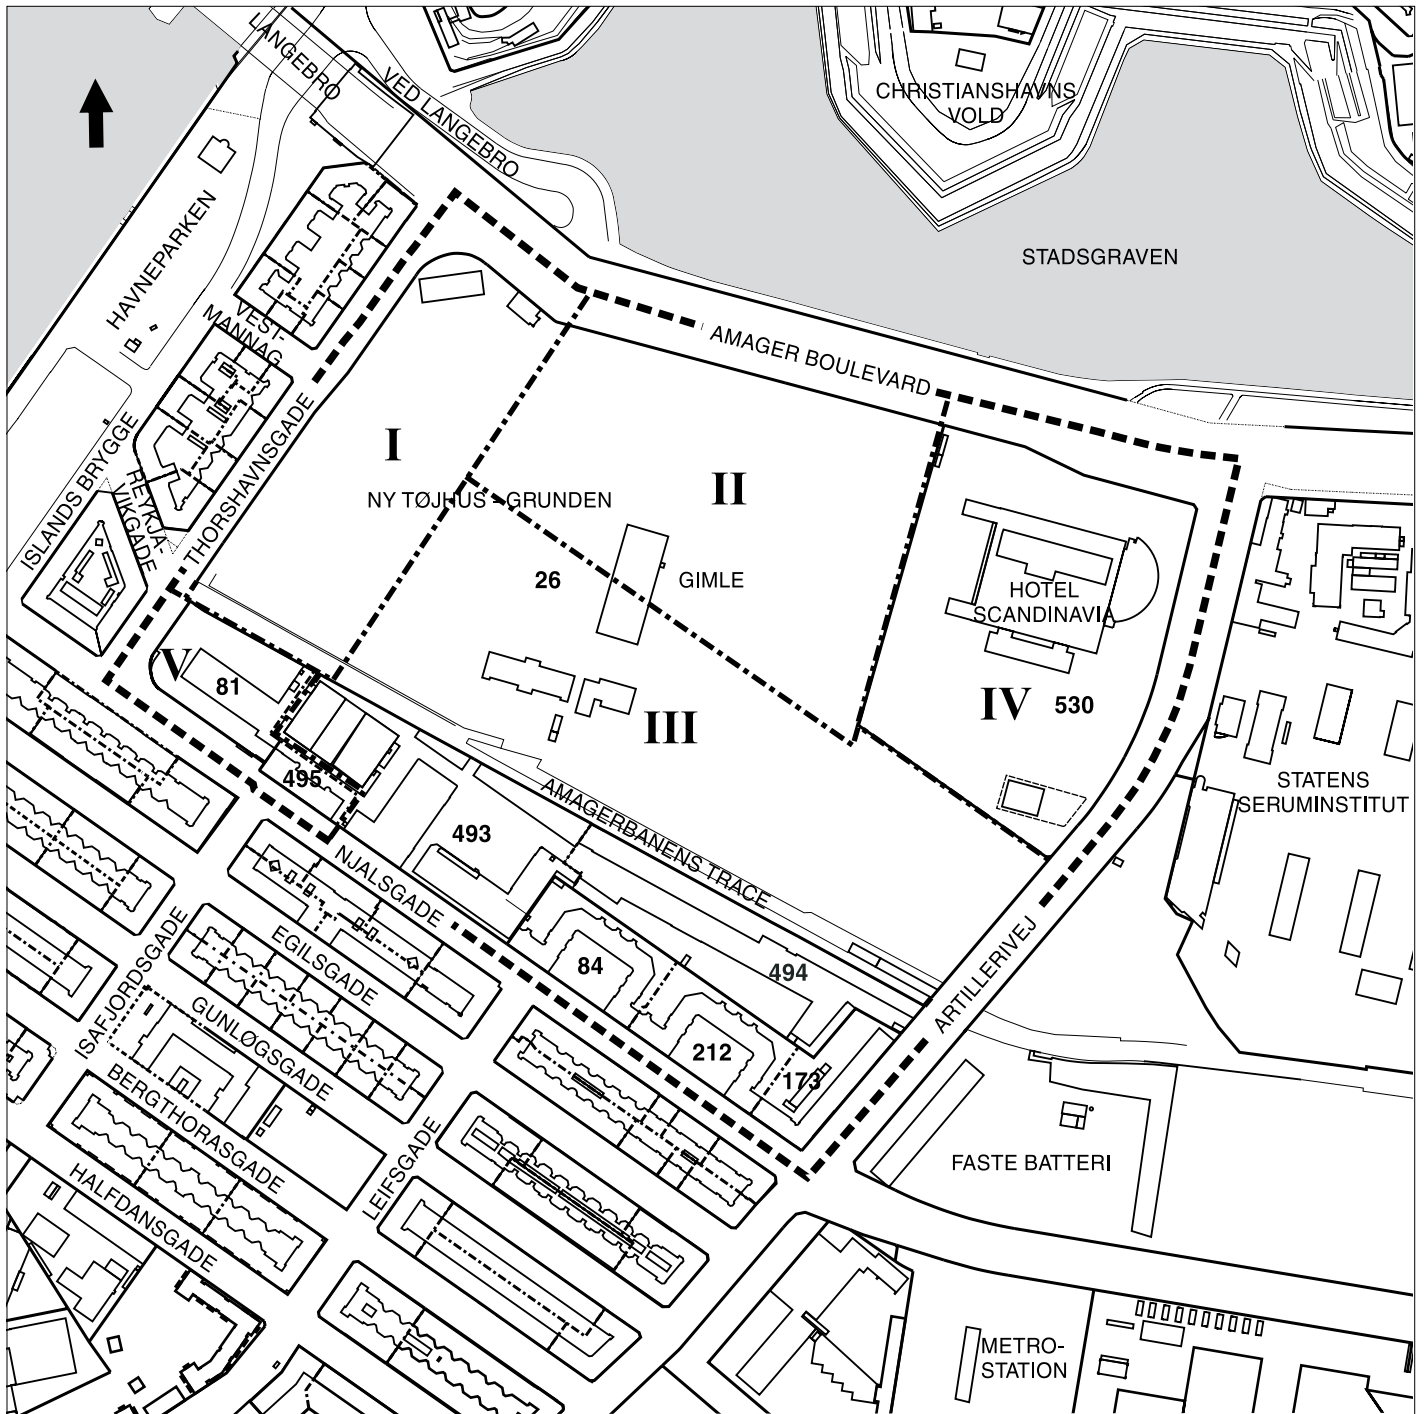 LANGEBRO
VED LANGEBRO
CHRISTIANSHAVNS
VOLD
HAVNEPARKEN
STADSGRAVEN
VEST-
MANNAG
AMAGER BOULEVARD
ISLANDS BRYGGE
REYKJA-
VIKGADE
THORSHAVNSGADE
I
NY TØJHUS - GRUNDEN
II
26
GIMLE
HOTEL
SCANDINAVIA
V
81
III
IV
530
495
STATENS
SERUMINSTITUT
493
AMAGERBANENS TRACE
NJALSGADE
84
494
ARTILLERIVEJ
212
173
ISAFJORDSGADE
EGILSGADE
GUNLØGSGADE
BERGTHORASGADE
HALFDANSGADE
LEIFSGADE
FASTE BATTERI
METRO-
STATION